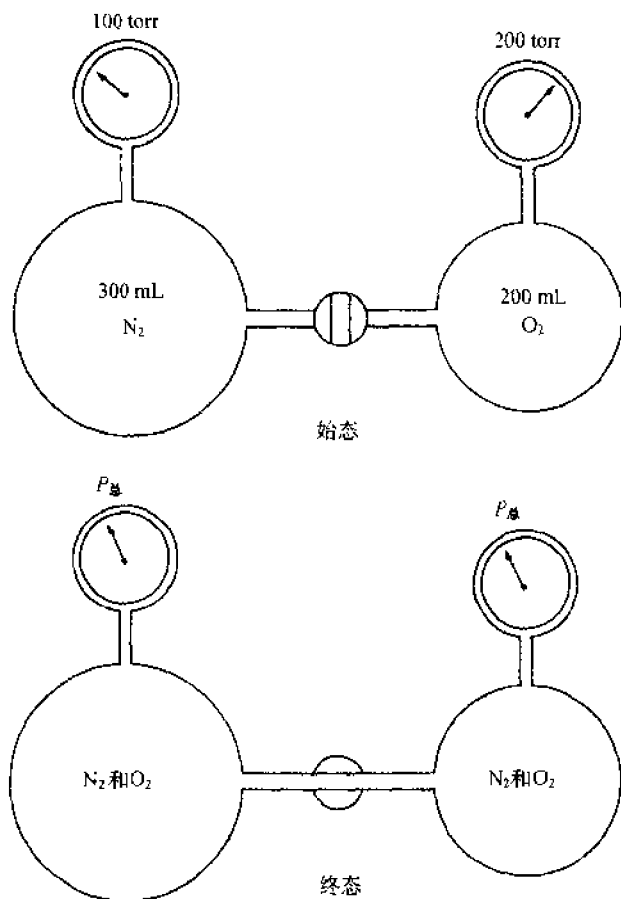 100 torr
200 torr
300 mL
N₂
200 mL
O₂
始态
P总
p总
N₂和O₂
N₂和O₂
终态